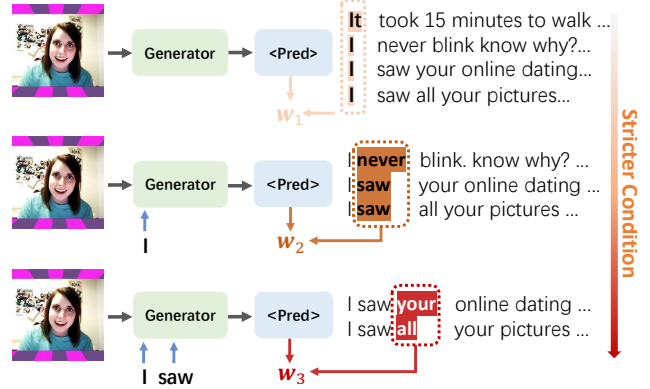 Generator
<Pred>
It took 15 minutes to walk ...
I never blink know why?...
I saw your online dating...
I saw all your pictures...
w1
Generator
<Pred>
I never blink. know why? ...
I saw your online dating ...
I saw all your pictures ...
I
w2
Generator
<Pred>
I saw your online dating ...
I saw all your pictures ...
I saw
w3
Stricter Condition